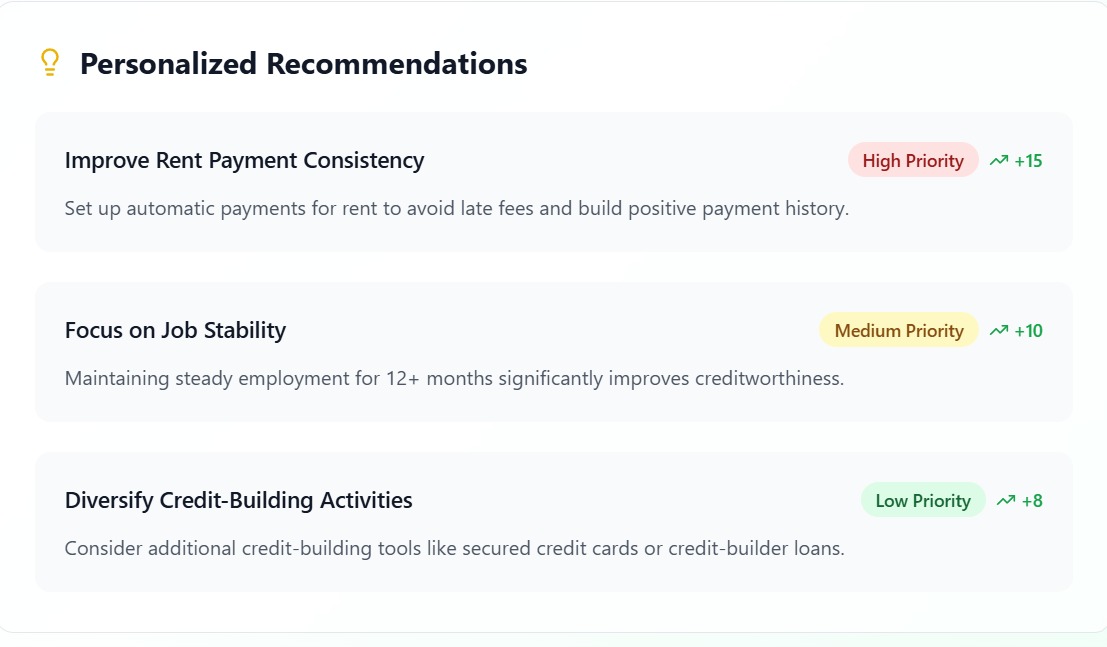 Personalized Recommendations
Improve Rent Payment Consistency
High Priority
+15
Set up automatic payments for rent to avoid late fees and build positive payment history.
Focus on Job Stability
Medium Priority
+10
Maintaining steady employment for 12+ months significantly improves creditworthiness.
Diversify Credit-Building Activities
Low Priority
+8
Consider additional credit-building tools like secured credit cards or credit-builder loans.